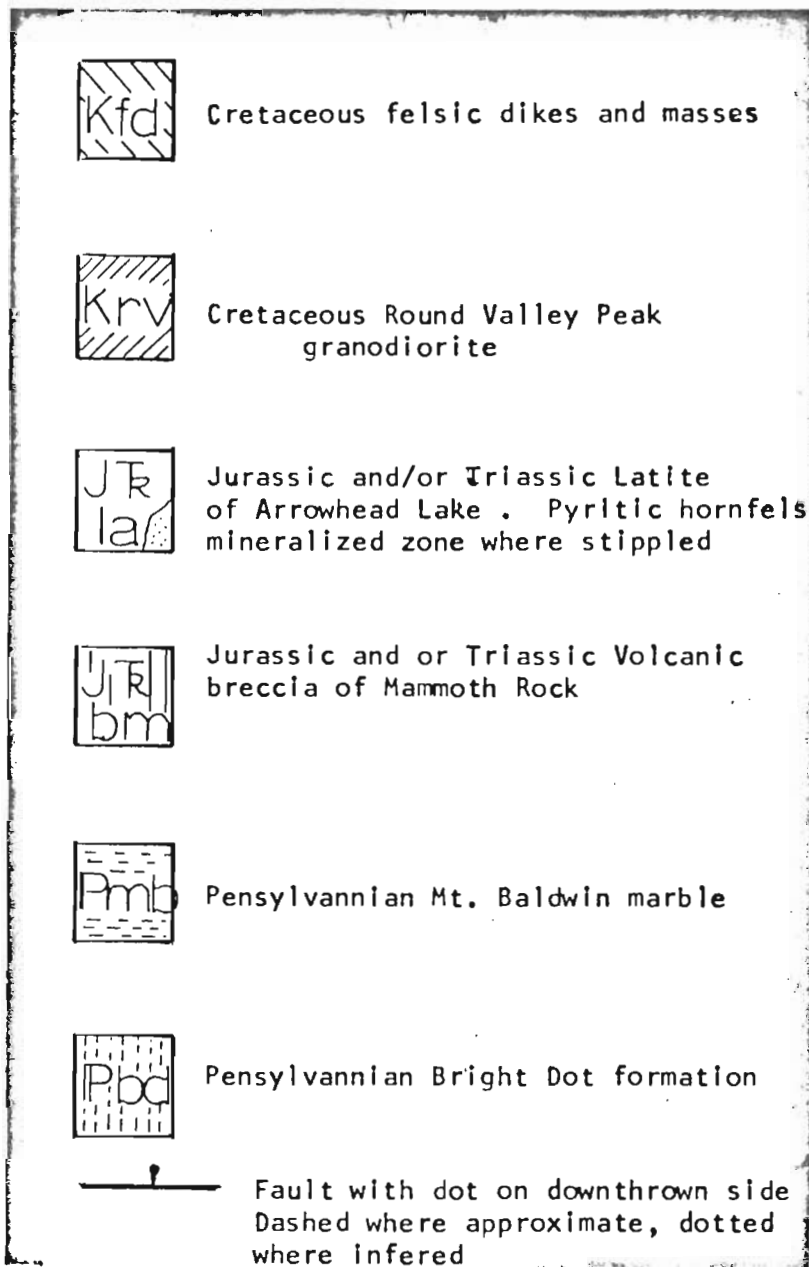 Kfd Cretaceous felsic dikes and masses
Krv Cretaceous Round Valley Peak
granodiorite
JTR Jurassic and/or Triassic Latite
la of Arrowhead Lake . Pyritic hornfels
mineralized zone where stippled
JTR Jurassic and or Triassic Volcanic
bm breccia of Mammoth Rock
Pmb Pensylvannian Mt. Baldwin marble
Pbd Pensylvannian Bright Dot formation
Fault with dot on downthrown side
Dashed where approximate, dotted
where infered